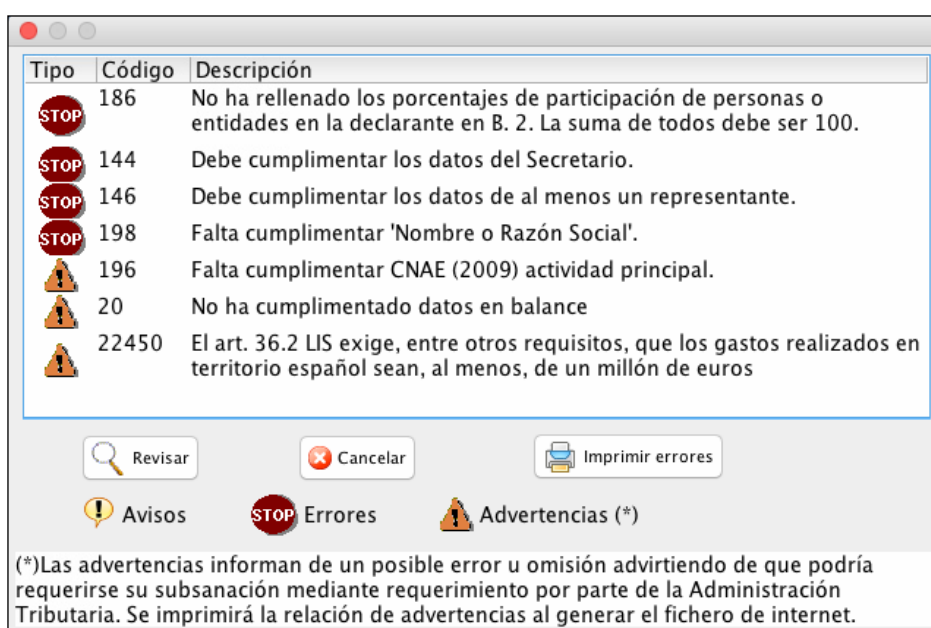 Tipo Código Descripción
STOP 186 No ha rellenado los porcentajes de participación de personas o
entidades en la declarante en B. 2. La suma de todos debe ser 100.
STOP 144 Debe cumplimentar los datos del Secretario.
STOP 146 Debe cumplimentar los datos de al menos un representante.
STOP 198 Falta cumplimentar 'Nombre o Razón Social'.
196 Falta cumplimentar CNAE (2009) actividad principal.
20 No ha cumplimentado datos en balance
22450 El art. 36.2 LIS exige, entre otros requisitos, que los gastos realizados en
territorio español sean, al menos, de un millón de euros
Revisar Cancelar Imprimir errores
Avisos STOP Errores Advertencias (*)
(*)Las advertencias informan de un posible error u omisión advirtiendo de que podría
requerirse su subsanación mediante requerimiento por parte de la Administración
Tributaria. Se imprimirá la relación de advertencias al generar el fichero de internet.